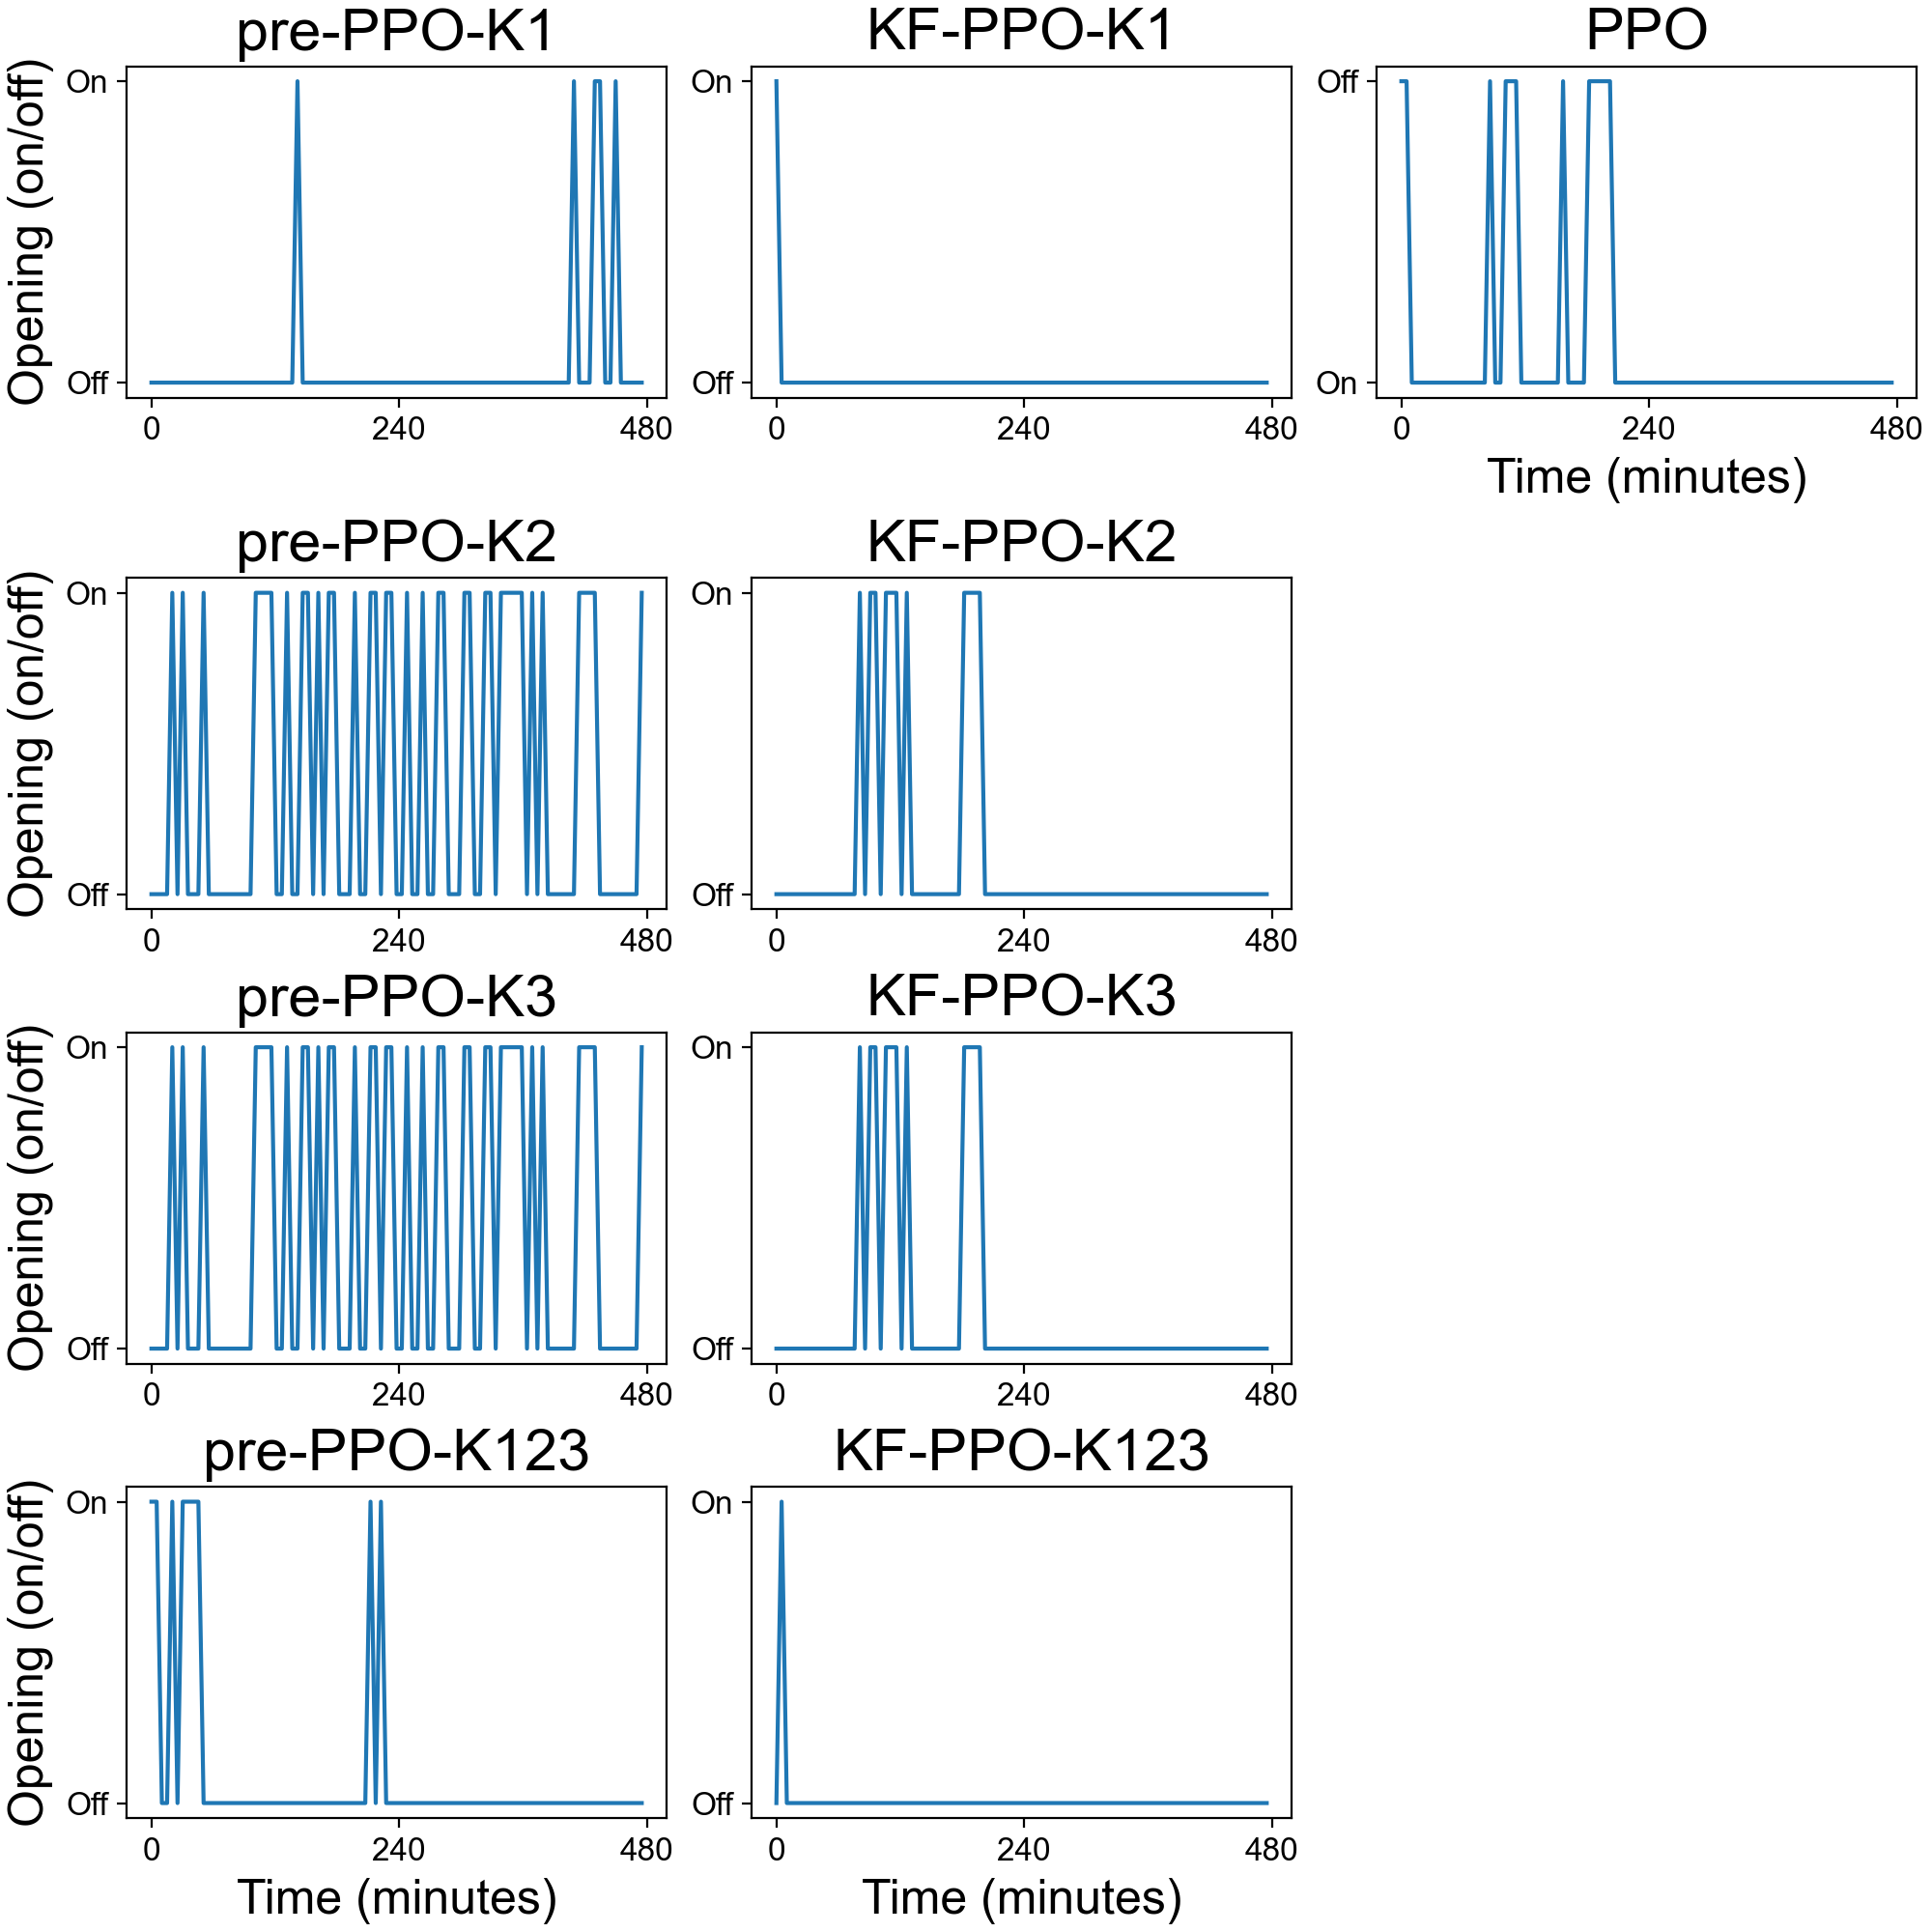 pre-PPO-K1
KF-PPO-K1
PPO
Opening (on/off)
On
Off
0 240 480
On
Off
0 240 480
Off
On
0 240 480
Time (minutes)
pre-PPO-K2
KF-PPO-K2
Opening (on/off)
On
Off
0 240 480
On
Off
0 240 480
pre-PPO-K3
KF-PPO-K3
Opening (on/off)
On
Off
0 240 480
On
Off
0 240 480
pre-PPO-K123
KF-PPO-K123
Opening (on/off)
On
Off
0 240 480
Time (minutes)
On
Off
0 240 480
Time (minutes)